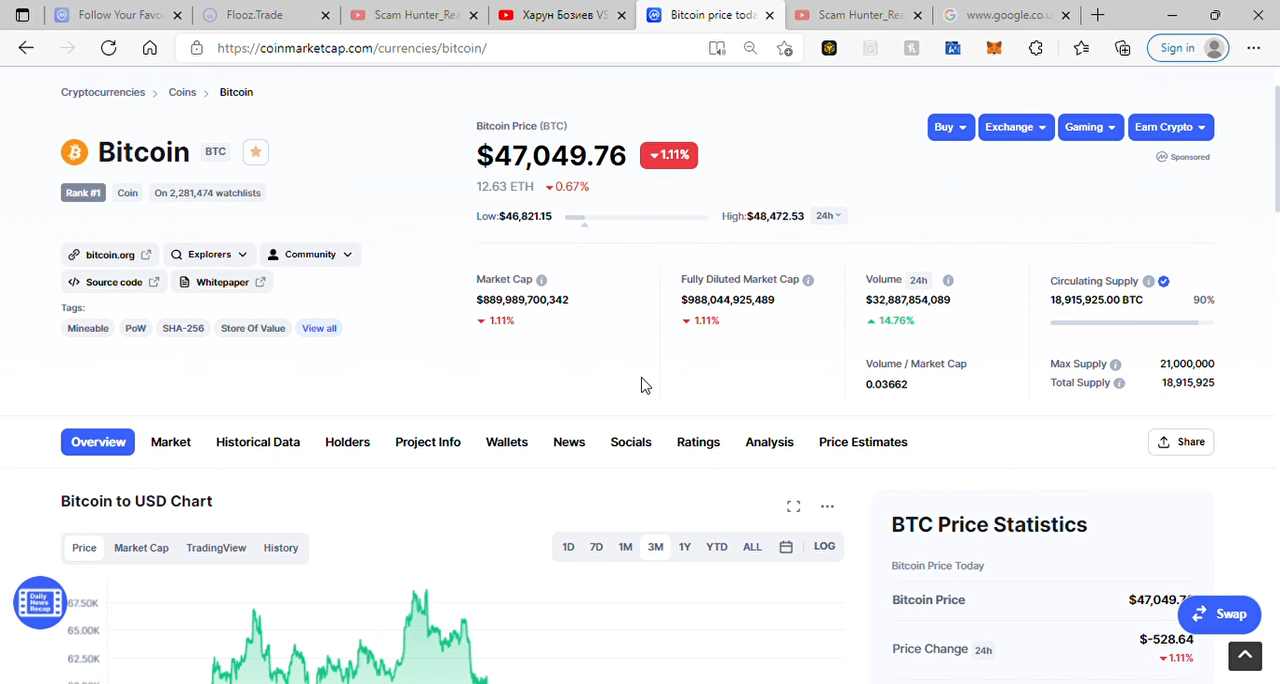 Follow Your Favo
Flooz.Trade
Scam Hunter_Rea
Харун Бозиев VS
Bitcoin price toda
Scam Hunter_Rea
www.google.co.u
https://coinmarketcap.com/currencies/bitcoin/
Sign in
Cryptocurrencies
Coins
Bitcoin
Bitcoin BTC
Rank #1
Coin
On 2,281,474 watchlists
bitcoin.org
Explorers
Community
Source code
Whitepaper
Tags:
Mineable
PoW
SHA-256
Store Of Value
View all
Bitcoin Price (BTC)
$47,049.76 1.11%
12.63 ETH 0.67%
Low:$46,821.15
High:$48,472.53
24h
Buy
Exchange
Gaming
Earn Crypto
Sponsored
Market Cap
$889,989,700,342
1.11%
Fully Diluted Market Cap
$988,044,925,489
1.11%
Volume 24h
$32,887,854,089
14.76%
Volume / Market Cap
0.03662
Circulating Supply
18,915,925.00 BTC 90%
Max Supply 21,000,000
Total Supply 18,915,925
Overview
Market
Historical Data
Holders
Project Info
Wallets
News
Socials
Ratings
Analysis
Price Estimates
Share
Bitcoin to USD Chart
Price
Market Cap
TradingView
History
1D
7D
1M
3M
1Y
YTD
ALL
LOG
67.50K
65.00K
62.50K
Daily
News
Recap
BTC Price Statistics
Bitcoin Price Today
Bitcoin Price $47,049.7
Price Change 24h
$-528.64
1.11%
Swap